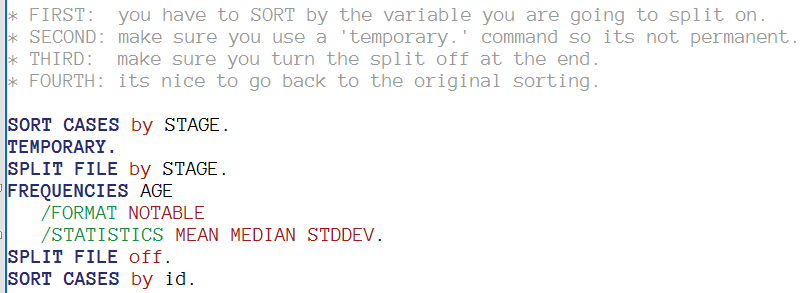 * FIRST:  you have to SORT by the variable you are going to split on.
* SECOND: make sure you use a 'temporary.' command so its not permanent.
* THIRD:  make sure you turn the split off at the end.
* FOURTH: its nice to go back to the original sorting.

SORT CASES by STAGE.
TEMPORARY.
SPLIT FILE by STAGE.
FREQUENCIES AGE
   /FORMAT NOTABLE
   /STATISTICS MEAN MEDIAN STDDEV.
SPLIT FILE off.
SORT CASES by id.